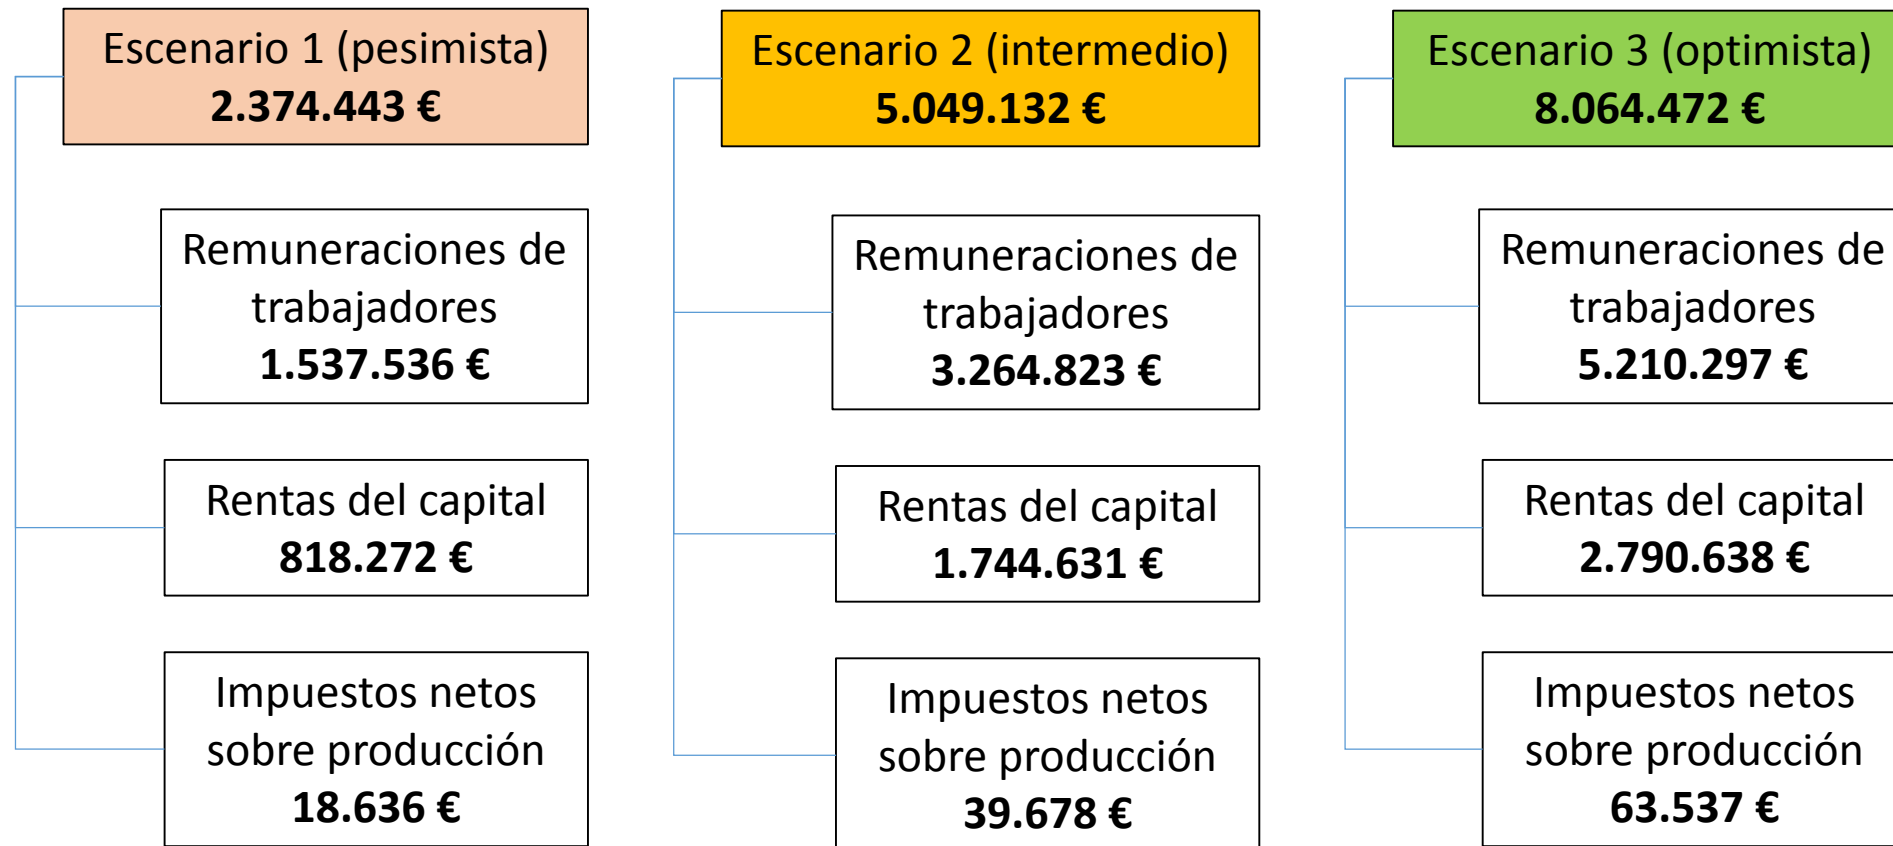 Escenario 1 (pesimista)
2.374.443 €
Remuneraciones de
trabajadores
1.537.536 €
Rentas del capital
818.272 €
Impuestos netos
sobre producción
18.636 €
Escenario 2 (intermedio)
5.049.132 €
Remuneraciones de
trabajadores
3.264.823 €
Rentas del capital
1.744.631 €
Impuestos netos
sobre producción
39.678 €
Escenario 3 (optimista)
8.064.472 €
Remuneraciones de
trabajadores
5.210.297 €
Rentas del capital
2.790.638 €
Impuestos netos
sobre producción
63.537 €